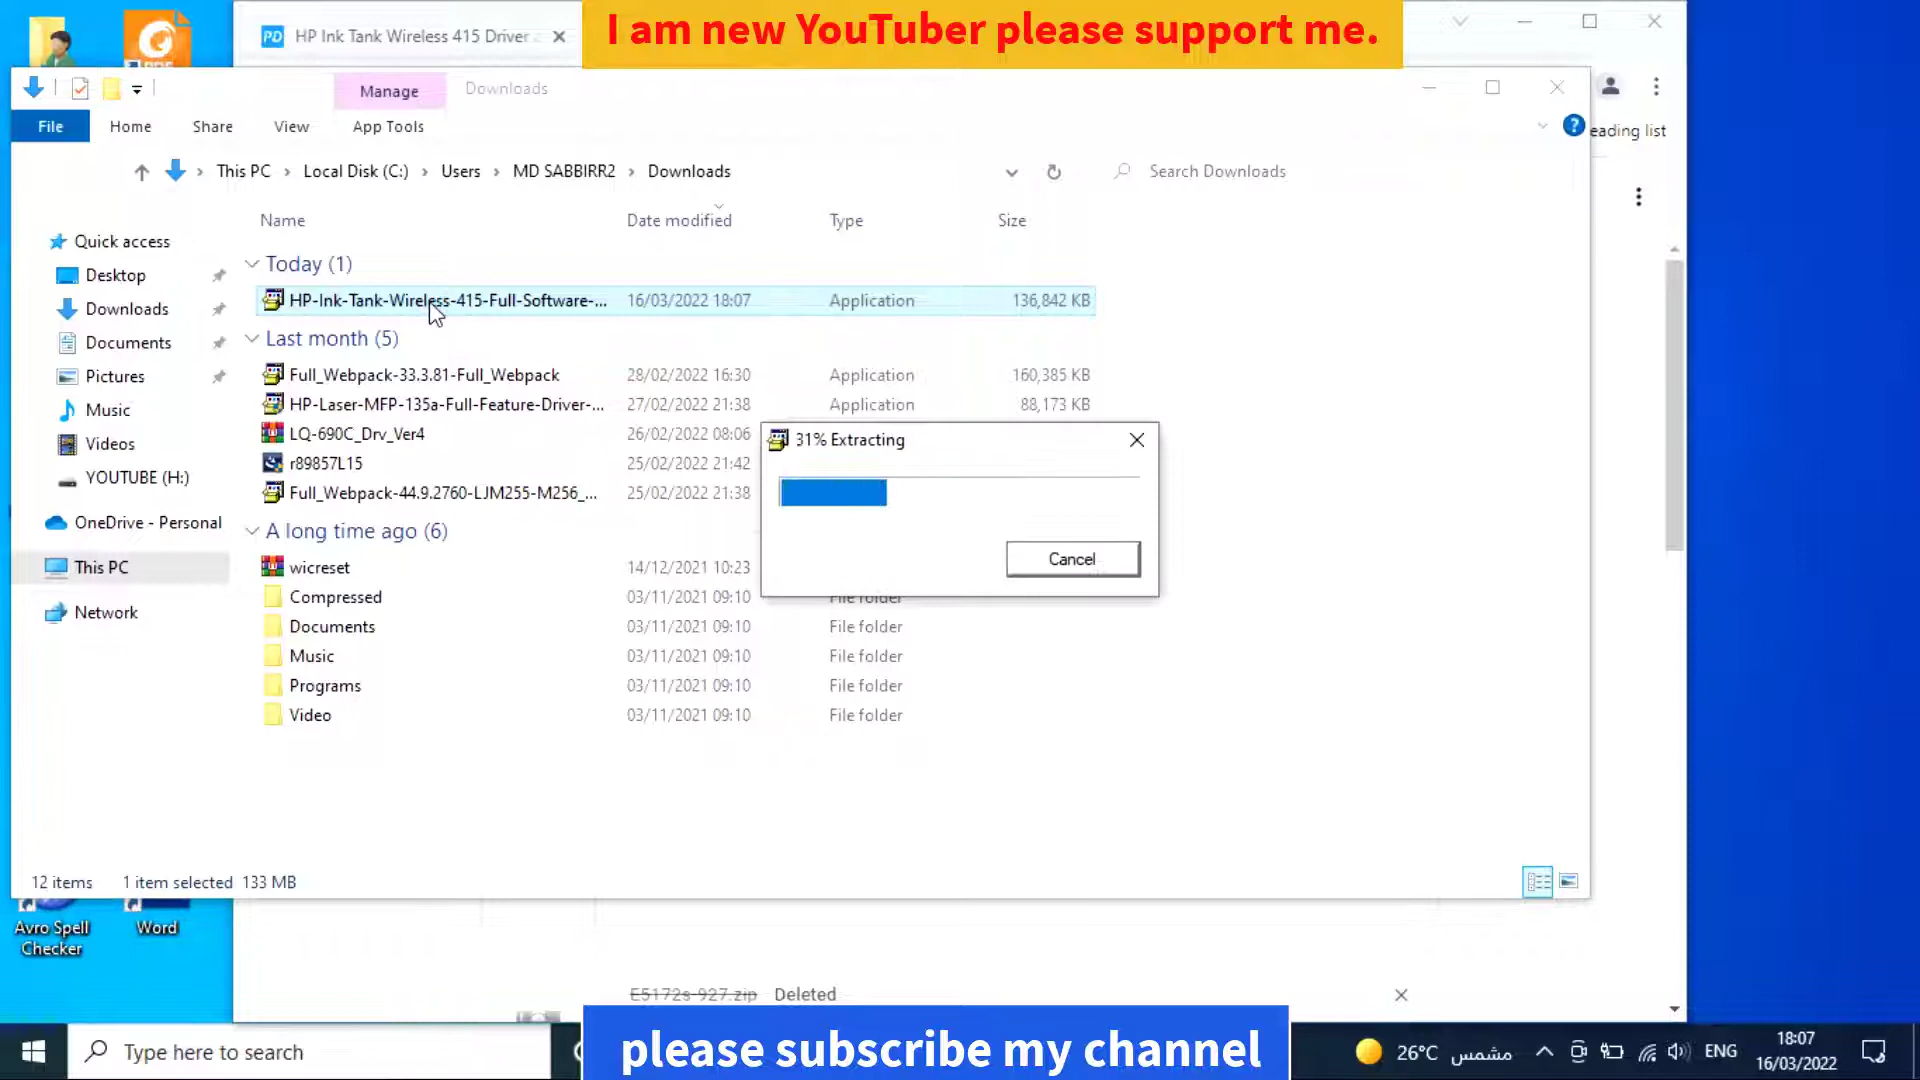 I am new YouTuber please support me.
HP Ink Tank Wireless 415 Driver
Manage
Downloads
File
Home
Share
View
App Tools
eading list
This PC
Local Disk (C:)
Users
MD SABBIRR2
Downloads
Search Downloads
Name
Date modified
Type
Size
Quick access
Desktop
Downloads
Documents
Pictures
Music
Videos
YOUTUBE (H:)
OneDrive - Personal
This PC
Network
Today (1)
HP-Ink-Tank-Wireless-415-Full-Software-... 16/03/2022 18:07 Application 136,842 KB
Last month (5)
Full_Webpack-33.3.81-Full_Webpack 28/02/2022 16:30 Application 160,385 KB
HP-Laser-MFP-135a-Full-Feature-Driver-... 27/02/2022 21:38 Application 88,173 KB
LQ-690C_Drv_Ver4 26/02/2022 08:06
r89857L15 25/02/2022 21:42
Full_Webpack-44.9.2760-LJM255-M256_... 25/02/2022 21:38
A long time ago (6)
wicreset 14/12/2021 10:23
Compressed 03/11/2021 09:10 File folder
Documents 03/11/2021 09:10 File folder
Music 03/11/2021 09:10 File folder
Programs 03/11/2021 09:10 File folder
Video 03/11/2021 09:10 File folder
31% Extracting
Cancel
12 items
1 item selected 133 MB
Avro Spell
Checker
Word
E5172s-927.zip
Deleted
please subscribe my channel
Type here to search
26°C مشمس
ENG
18:07
16/03/2022